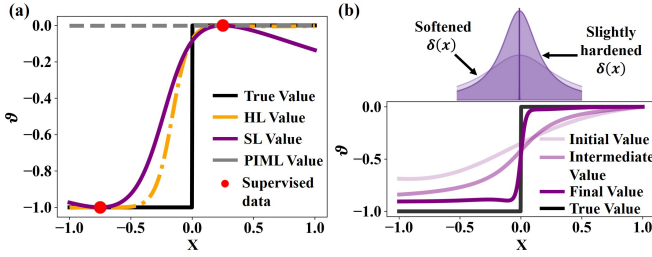 (a)
0.0
−0.2
−0.4
−0.6
−0.8
−1.0
ϑ
True Value
HL Value
SL Value
PIML Value
Supervised
data
−1.0 −0.5 0.0 0.5 1.0
X
(b)
Softened
δ(x)
Slightly
hardened
δ(x)
0.0
−0.5
−1.0
ϑ
Initial Value
Intermediate
Value
Final Value
True Value
−1.0 −0.5 0.0 0.5 1.0
X